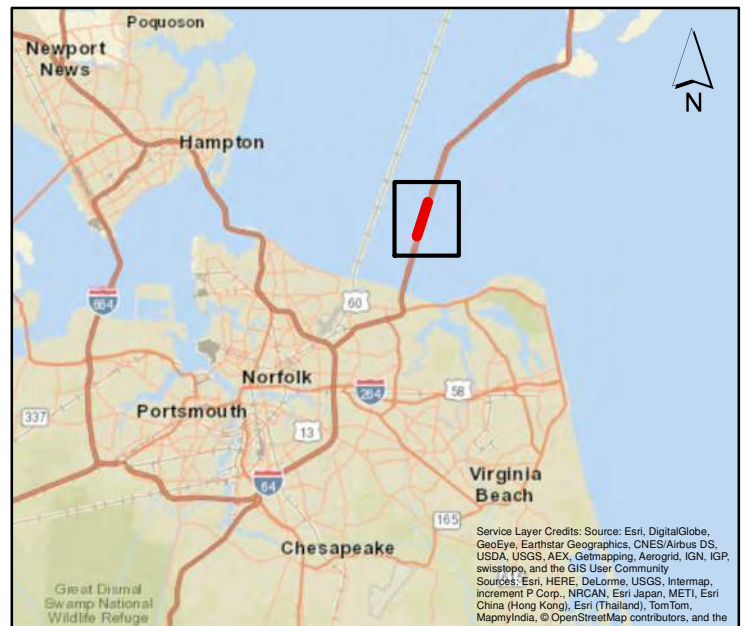 Poquoson
Newport
News
Hampton
N
664
60
Norfolk
264
58
337
Portsmouth
13
64
Virginia
Beach
165
Chesapeake
Great Dismal
Swamp National
Wildlife Refuge
Service Layer Credits: Source: Esri, DigitalGlobe,
GeoEye, Earthstar Geographics, CNES/Airbus DS,
USDA, USGS, AEX, Getmapping, Aerogrid, IGN, IGP,
swisstopo, and the GIS User Community
Sources: Esri, HERE, DeLorme, USGS, Intermap,
increment P Corp., NRCAN, Esri Japan, METI, Esri
China (Hong Kong), Esri (Thailand), TomTom,
MapmyIndia, © OpenStreetMap contributors, and the